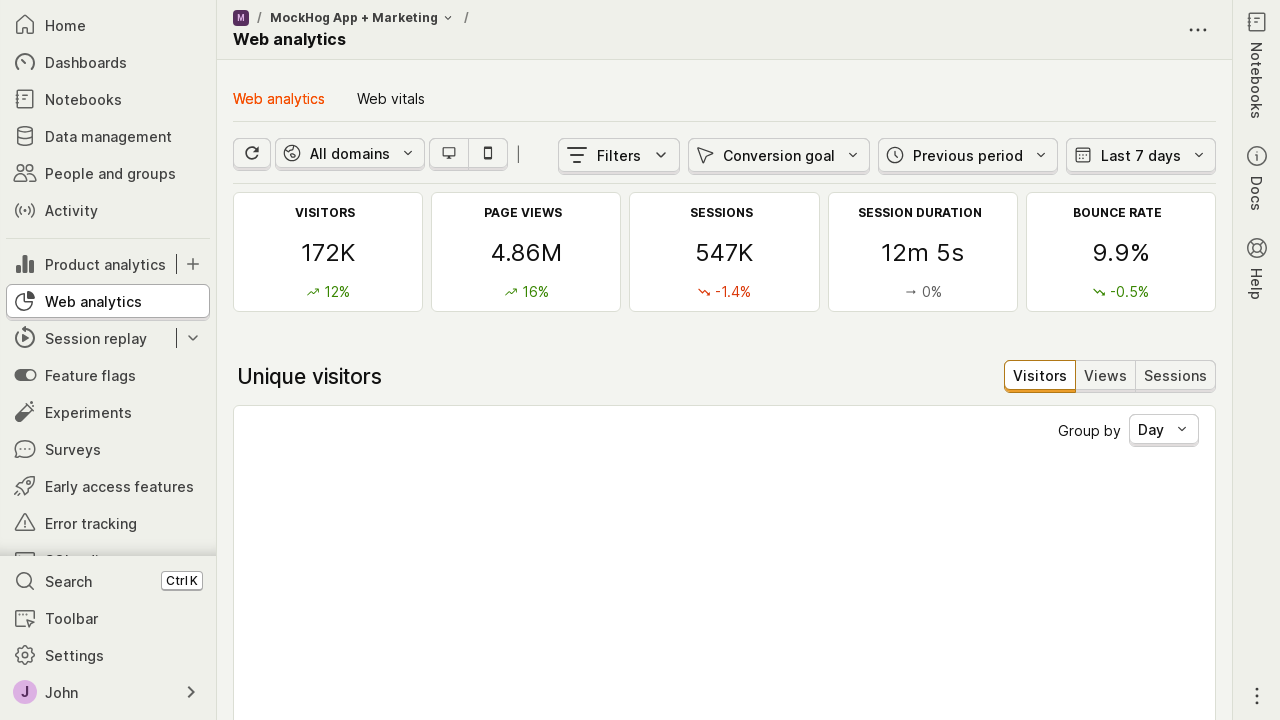 Home
Dashboards
Notebooks
Data management
People and groups
Activity
Product analytics
Web analytics
Session replay
Feature flags
Experiments
Surveys
Early access features
Error tracking
Search Ctrl K
Toolbar
Settings
J John
M / MockHog App + Marketing /
Web analytics
Web analytics Web vitals
All domains Filters Conversion goal Previous period Last 7 days
VISITORS PAGE VIEWS SESSIONS SESSION DURATION BOUNCE RATE
172K 4.86M 547K 12m 5s 9.9%
12% 16% -1.4% 0% -0.5%
Unique visitors Visitors Views Sessions
Group by Day
Notebooks
Docs
Help